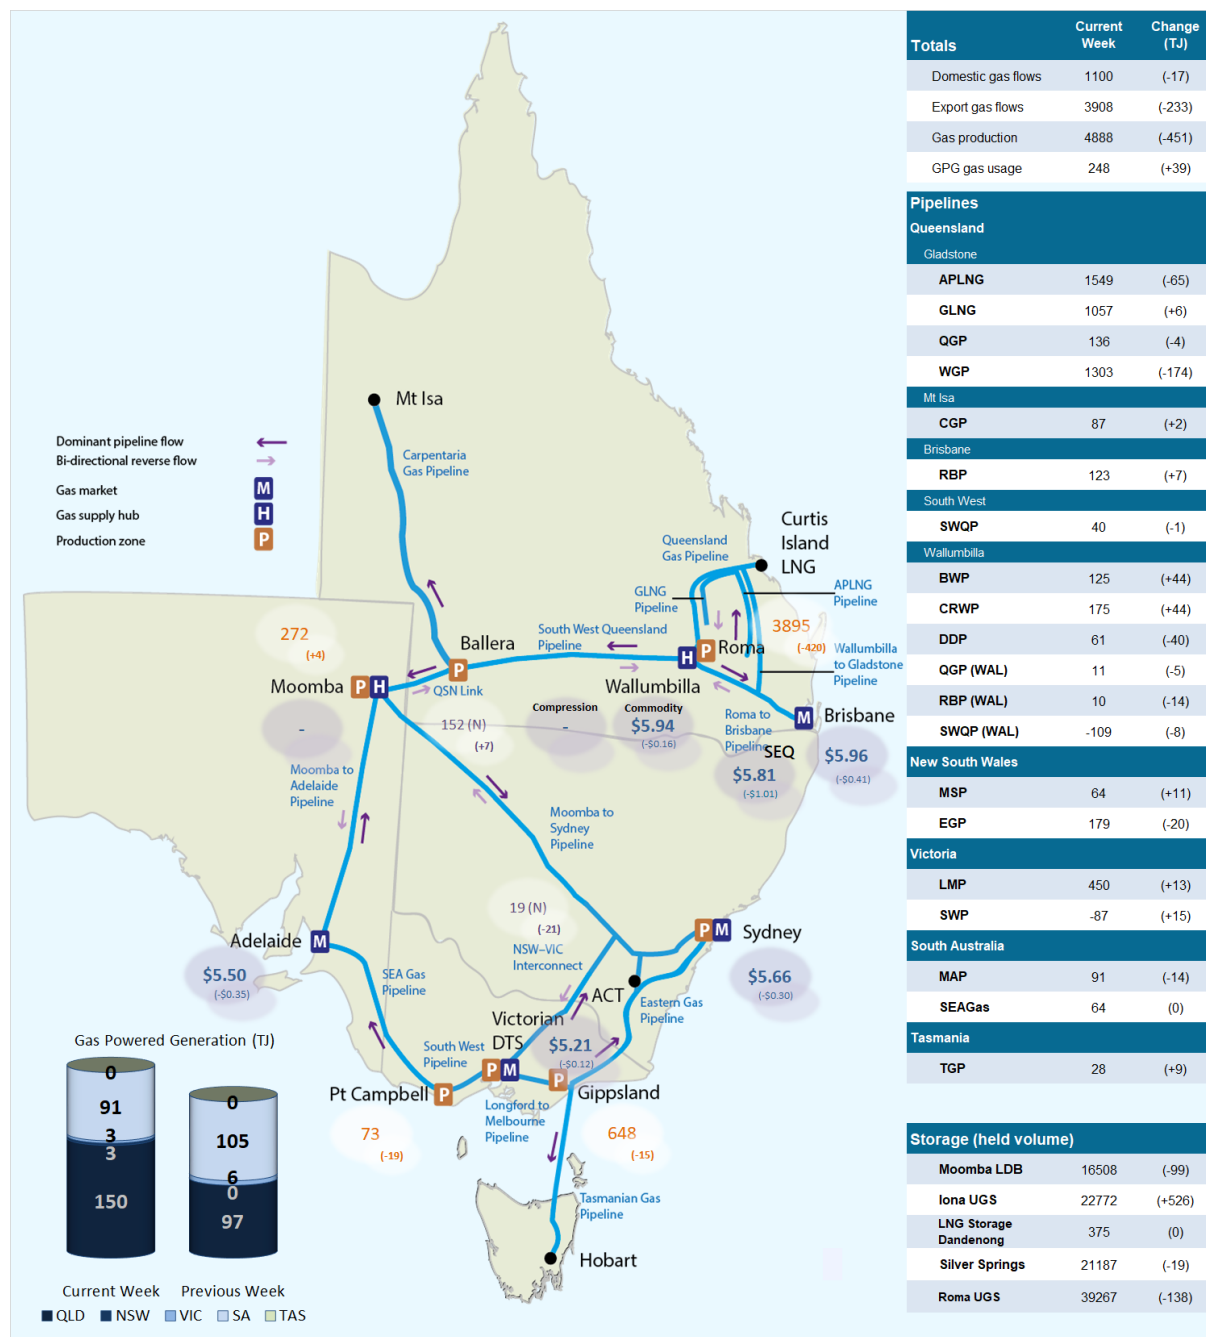 Mt Isa
Dominant pipeline flow
Bi-directional reverse flow
Gas market
M
Gas supply hub
H
Production zone
P
Carpentaria
Gas Pipeline
Curtis
Island
LNG
Queensland
Gas Pipeline
GLNG
Pipeline
APLNG
Pipeline
272
(+4)
3895
(-420)
South West Queensland
Pipeline
Ballera
P
H
P
Roma
Wallumbilla
to Gladstone
Pipeline
Moomba
P
H
QSN Link
Wallumbilla
-
152 (N)
(+7)
Compression
-
Commodity
$5.94
(-$0.16)
Roma to
Brisbane
Pipeline
M
Brisbane
SEQ
$5.81
(-$1.01)
$5.96
(-$0.41)
Moomba to
Adelaide
Pipeline
Moomba to
Sydney
Pipeline
19 (N)
(-21)
NSW-VIC
Interconnect
P
M
Sydney
$5.66
(-$0.30)
Adelaide
M
$5.50
(-$0.35)
SEA Gas
Pipeline
ACT
Eastern Gas
Pipeline
Victorian
DTS
$5.21
(-$0.12)
South West
Pipeline
P
M
P
Pt Campbell
P
Gippsland
Longford to
Melbourne
Pipeline
73
(-19)
648
(-15)
Tasmanian Gas
Pipeline
Hobart
Gas Powered Generation (TJ)
0
91
3
3
150
0
105
6
0
97
Current Week
Previous Week
QLD
NSW
VIC
SA
TAS
Totals Current Week Change (TJ)
Domestic gas flows 1100 (-17)
Export gas flows 3908 (-233)
Gas production 4888 (-451)
GPG gas usage 248 (+39)
Pipelines
Queensland
Gladstone
APLNG 1549 (-65)
GLNG 1057 (+6)
QGP 136 (-4)
WGP 1303 (-174)
Mt Isa
CGP 87 (+2)
Brisbane
RBP 123 (+7)
South West
SWQP 40 (-1)
Wallumbilla
BWP 125 (+44)
CRWP 175 (+44)
DDP 61 (-40)
QGP (WAL) 11 (-5)
RBP (WAL) 10 (-14)
SWQP (WAL) -109 (-8)
New South Wales
MSP 64 (+11)
EGP 179 (-20)
Victoria
LMP 450 (+13)
SWP -87 (+15)
South Australia
MAP 91 (-14)
SEAGas 64 (0)
Tasmania
TGP 28 (+9)
Storage (held volume)
Moomba LDB 16508 (-99)
Iona UGS 22772 (+526)
LNG Storage
Dandenong 375 (0)
Silver Springs 21187 (-19)
Roma UGS 39267 (-138)